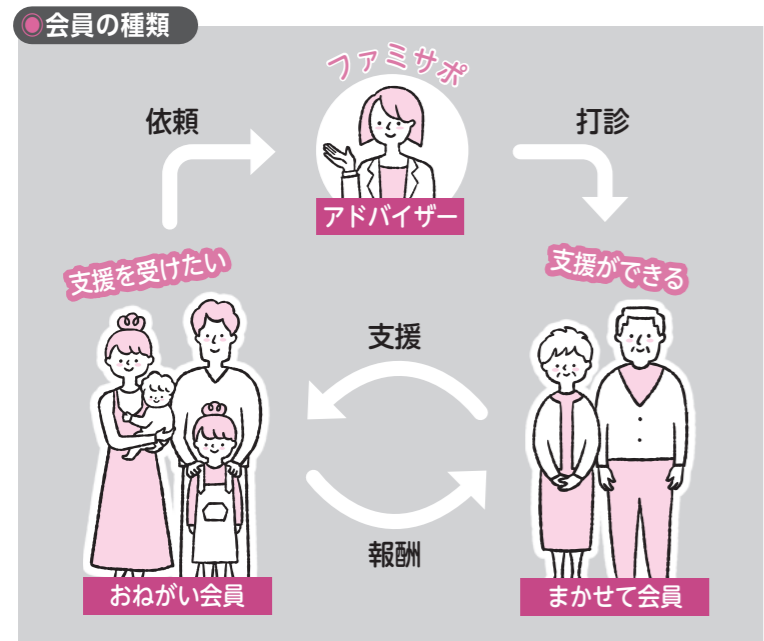 会員の種類
ファミサポ
依頼
打診
アドバイザー
支援を受けたい
支援ができる
支援
報酬
おねがい会員
まかせて会員